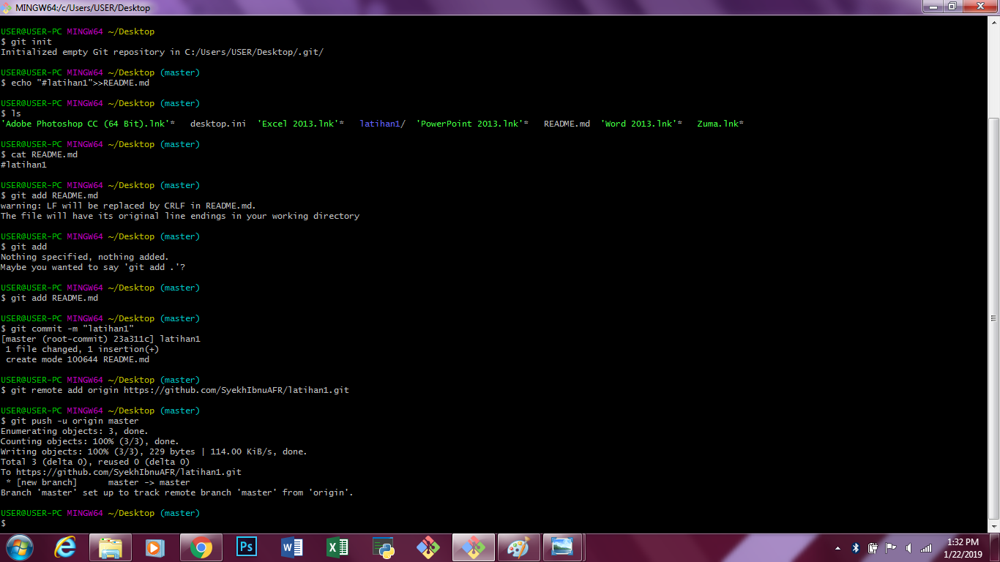 MINGW64:/c/Users/USER/Desktop
USER@USER-PC MINGW64 ~/Desktop
$ git init
Initialized empty Git repository in C:/Users/USER/Desktop/.git/
USER@USER-PC MINGW64 ~/Desktop (master)
$ echo "#latihan1">>README.md
USER@USER-PC MINGW64 ~/Desktop (master)
$ ls
'Adobe Photoshop CC (64 Bit).lnk'*   desktop.ini  'Excel 2013.lnk'*   latihan1/  'PowerPoint 2013.lnk'*   README.md  'Word 2013.lnk'*   Zuma.lnk*
USER@USER-PC MINGW64 ~/Desktop (master)
$ cat README.md
#latihan1
USER@USER-PC MINGW64 ~/Desktop (master)
$ git add README.md
warning: LF will be replaced by CRLF in README.md.
The file will have its original line endings in your working directory
USER@USER-PC MINGW64 ~/Desktop (master)
$ git add
Nothing specified, nothing added.
Maybe you wanted to say 'git add .'?
USER@USER-PC MINGW64 ~/Desktop (master)
$ git add README.md
USER@USER-PC MINGW64 ~/Desktop (master)
$ git commit -m "latihan1"
[master (root-commit) 23a311c] latihan1
 1 file changed, 1 insertion(+)
 create mode 100644 README.md
USER@USER-PC MINGW64 ~/Desktop (master)
$ git remote add origin https://github.com/SyekhIbnuAFR/latihan1.git
USER@USER-PC MINGW64 ~/Desktop (master)
$ git push -u origin master
Enumerating objects: 3, done.
Counting objects: 100% (3/3), done.
Writing objects: 100% (3/3), 229 bytes | 114.00 KiB/s, done.
Total 3 (delta 0), reused 0 (delta 0)
To https://github.com/SyekhIbnuAFR/latihan1.git
 * [new branch]      master -> master
Branch 'master' set up to track remote branch 'master' from 'origin'.
USER@USER-PC MINGW64 ~/Desktop (master)
$
Ps
1:32 PM
1/22/2019